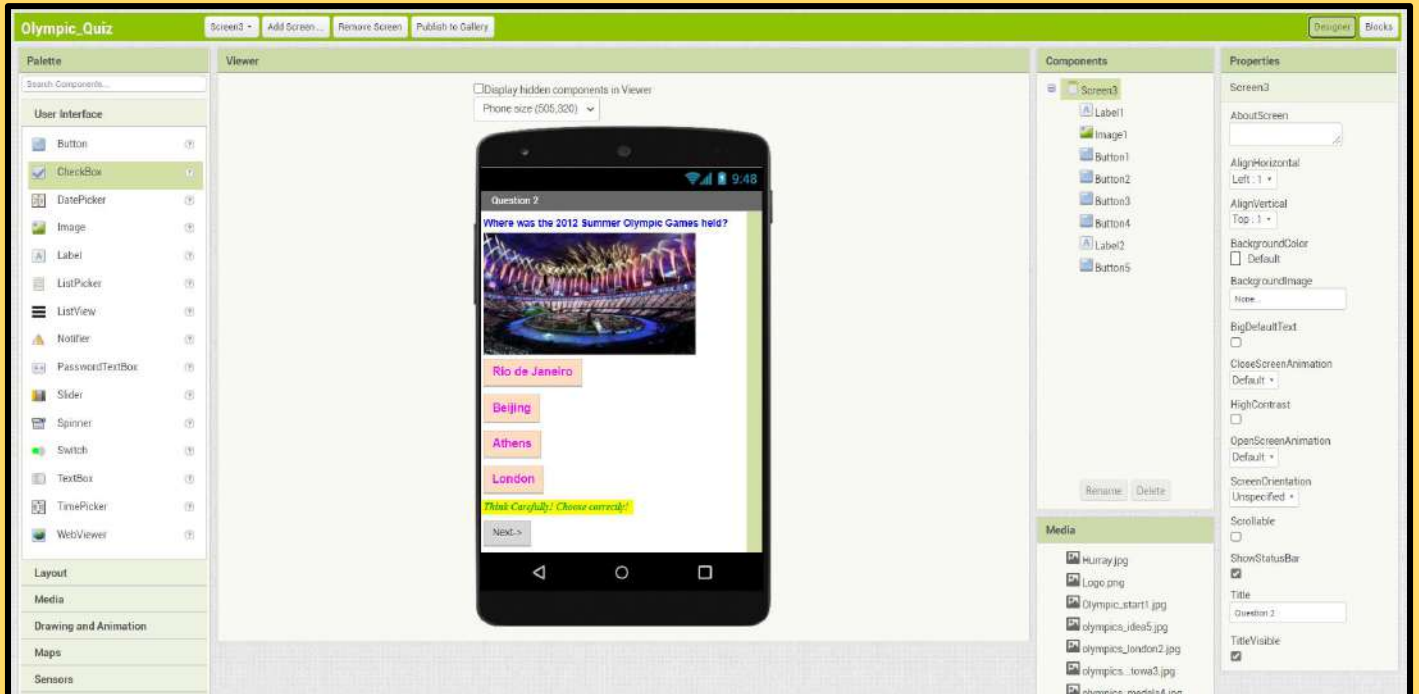 Olympic_Quiz
Screen3
Add Screen...
Remove Screen
Publish to Gallery
Designer
Blocks
Palette
Search Components...
User Interface
Button
CheckBox
DatePicker
Image
Label
ListPicker
ListView
Notifier
PasswordTextBox
Slider
Spinner
Switch
TextBox
TimePicker
WebViewer
Layout
Media
Drawing and Animation
Maps
Sensors
Viewer
Display hidden components in Viewer
Phone size (505,320)
9:48
Question 2
Where was the 2012 Summer Olympic Games held?
Rio de Janeiro
Beijing
Athens
London
Think Carefully! Choose correctly!
Next->
Components
Screen3
Label1
Image1
Button1
Button2
Button3
Button4
Label2
Button5
Rename
Delete
Media
Hurray.jpg
Logo.png
Olympic_start1.jpg
olympics_idea5.jpg
olympics_london2.jpg
olympics...towa3.jpg
olympics_medals4.jpg
Properties
Screen3
AboutScreen
AlignHorizontal
Left : 1
AlignVertical
Top : 1
BackgroundColor
Default
BackgroundImage
None...
BigDefaultText
CloseScreenAnimation
Default
HighContrast
OpenScreenAnimation
Default
ScreenOrientation
Unspecified
Scrollable
ShowStatusBar
Title
Question 2
TitleVisible